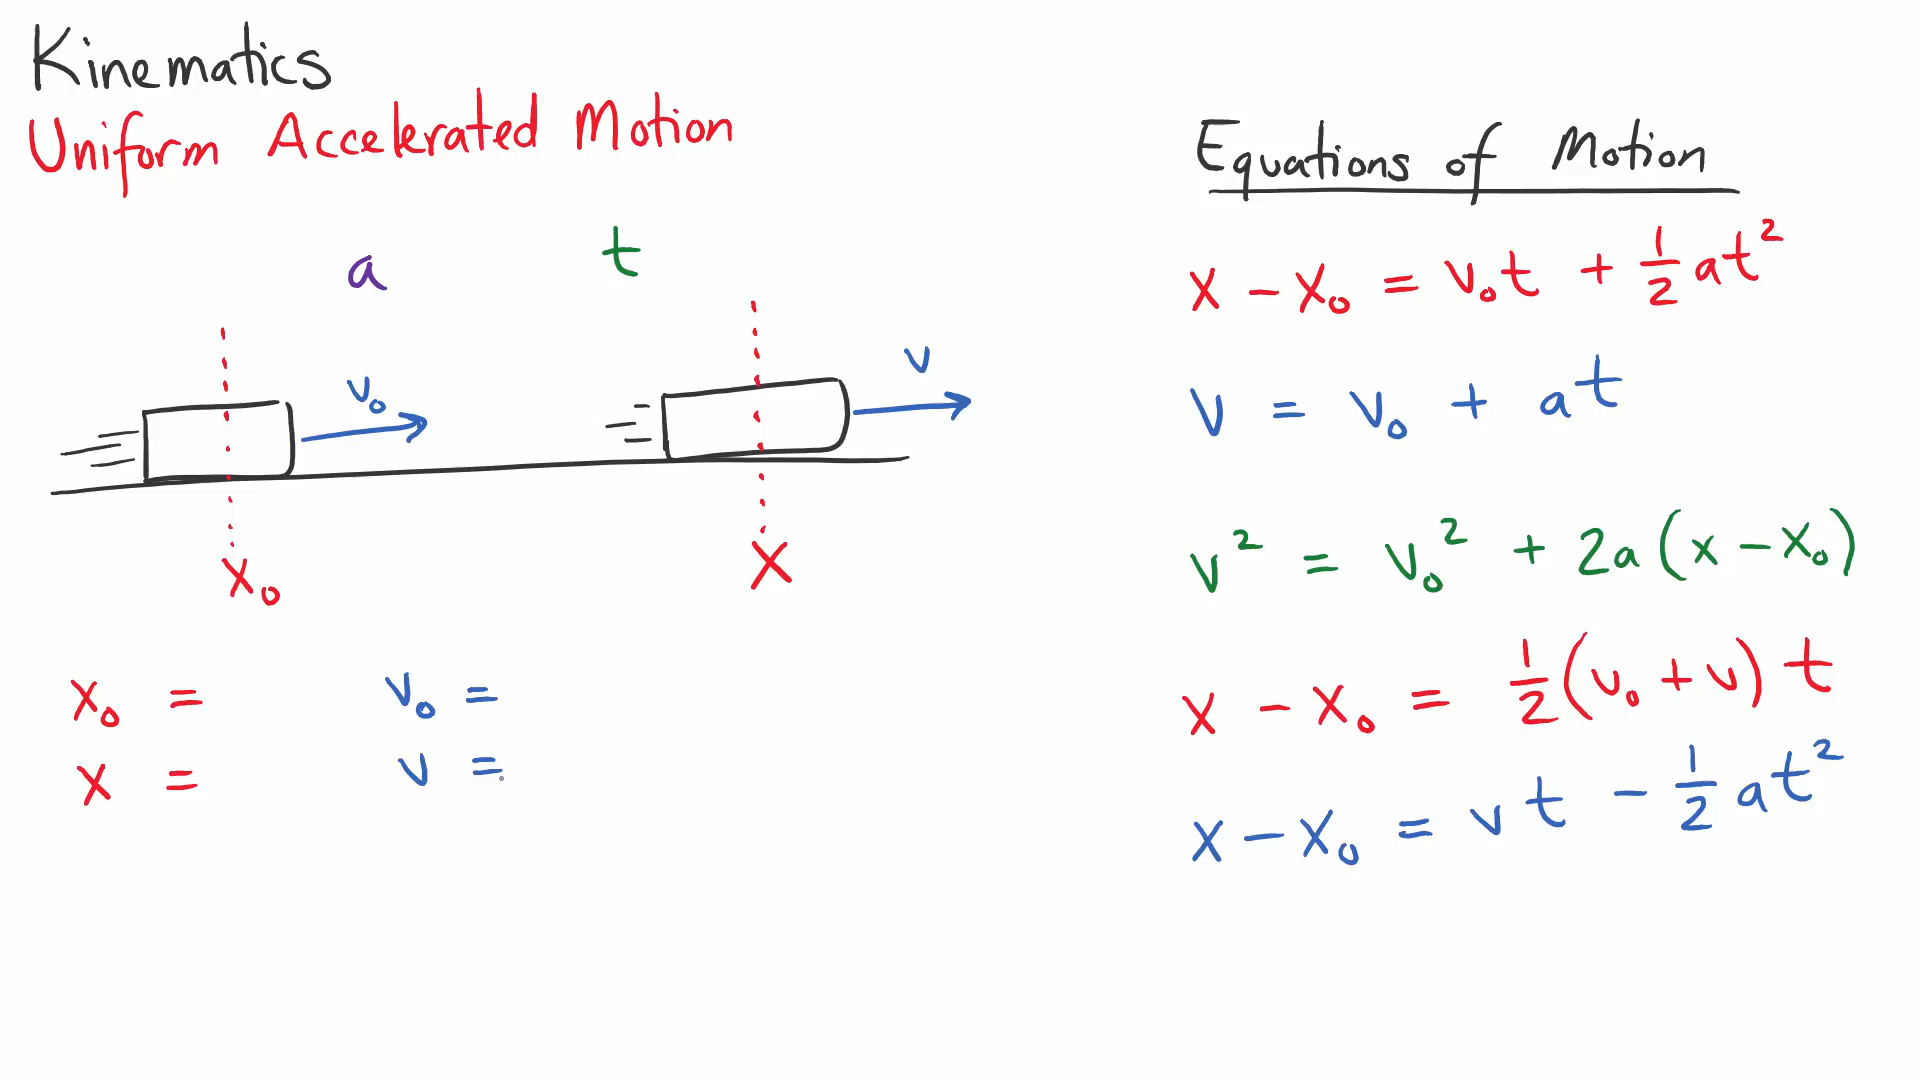 Kinematics
Uniform Accelerated Motion
a t
v₀ v
x₀ x
x₀ = v₀ =
x = v =
Equations of Motion
x - x₀ = v₀t + ½at²
v = v₀ + at
v² = v₀² + 2a(x - x₀)
x - x₀ = ½(v₀ + v)t
x - x₀ = vt - ½at²